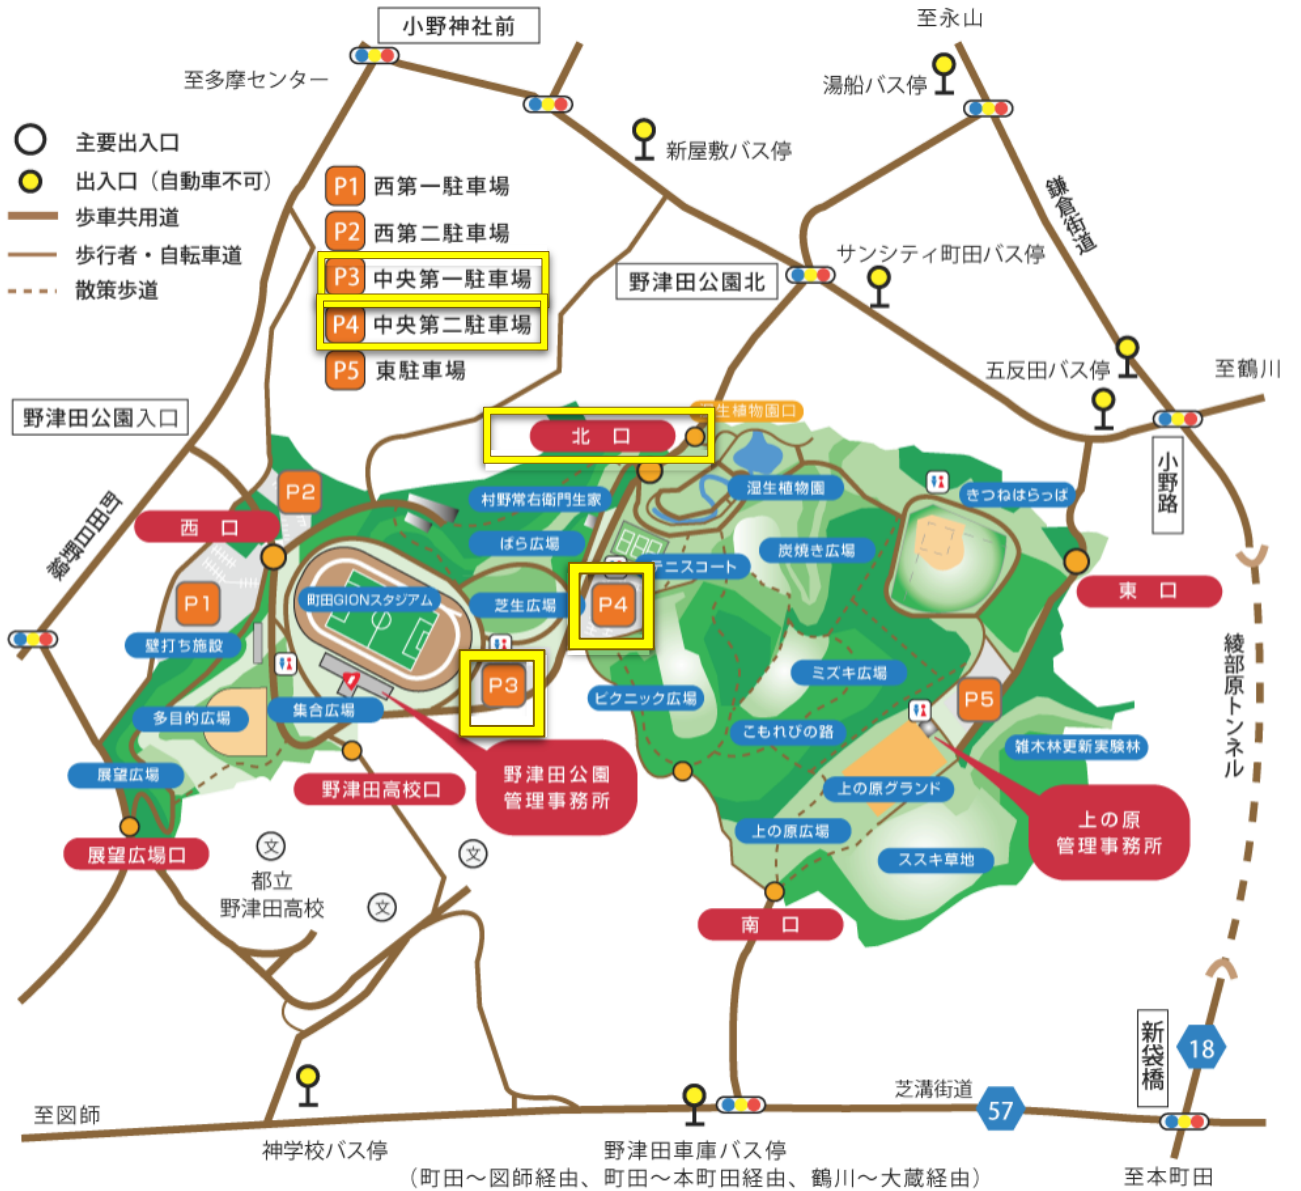 小野神社前
至永山
至多摩センター
湯船バス停
主要出入口
新屋敷バス停
出入口（自動車不可）
P1 西第一駐車場
鎌倉街道
歩車共用道
P2 西第二駐車場
歩行者・自転車道
サンシティ町田バス停
P3 中央第一駐車場
野津田公園北
散策歩道
P4 中央第二駐車場
P5 東駐車場
五反田バス停
至鶴川
野津田公園入口
湿生植物園口
北 口
小野路
P2
村野常右衛門生家
湿生植物園
きつねはらっぱ
西 口
町田日野線
ばら広場
炭焼き広場
テニスコート
東 口
P1
町田GIONスタジアム
芝生広場
P4
壁打ち施設
綾部原トンネル
P3
ミズキ広場
ピクニック広場
P5
多目的広場
集合広場
こもれびの路
雑木林更新実験林
展望広場
野津田高校口
野津田公園
管理事務所
上の原グランド
上の原広場
上の原
管理事務所
展望広場口
文
文
ススキ草地
都立
野津田高校
文
南 口
新袋橋
18
芝溝街道
57
至図師
神学校バス停
野津田車庫バス停
（町田～図師経由、町田～本町田経由、鶴川～大蔵経由）
至本町田